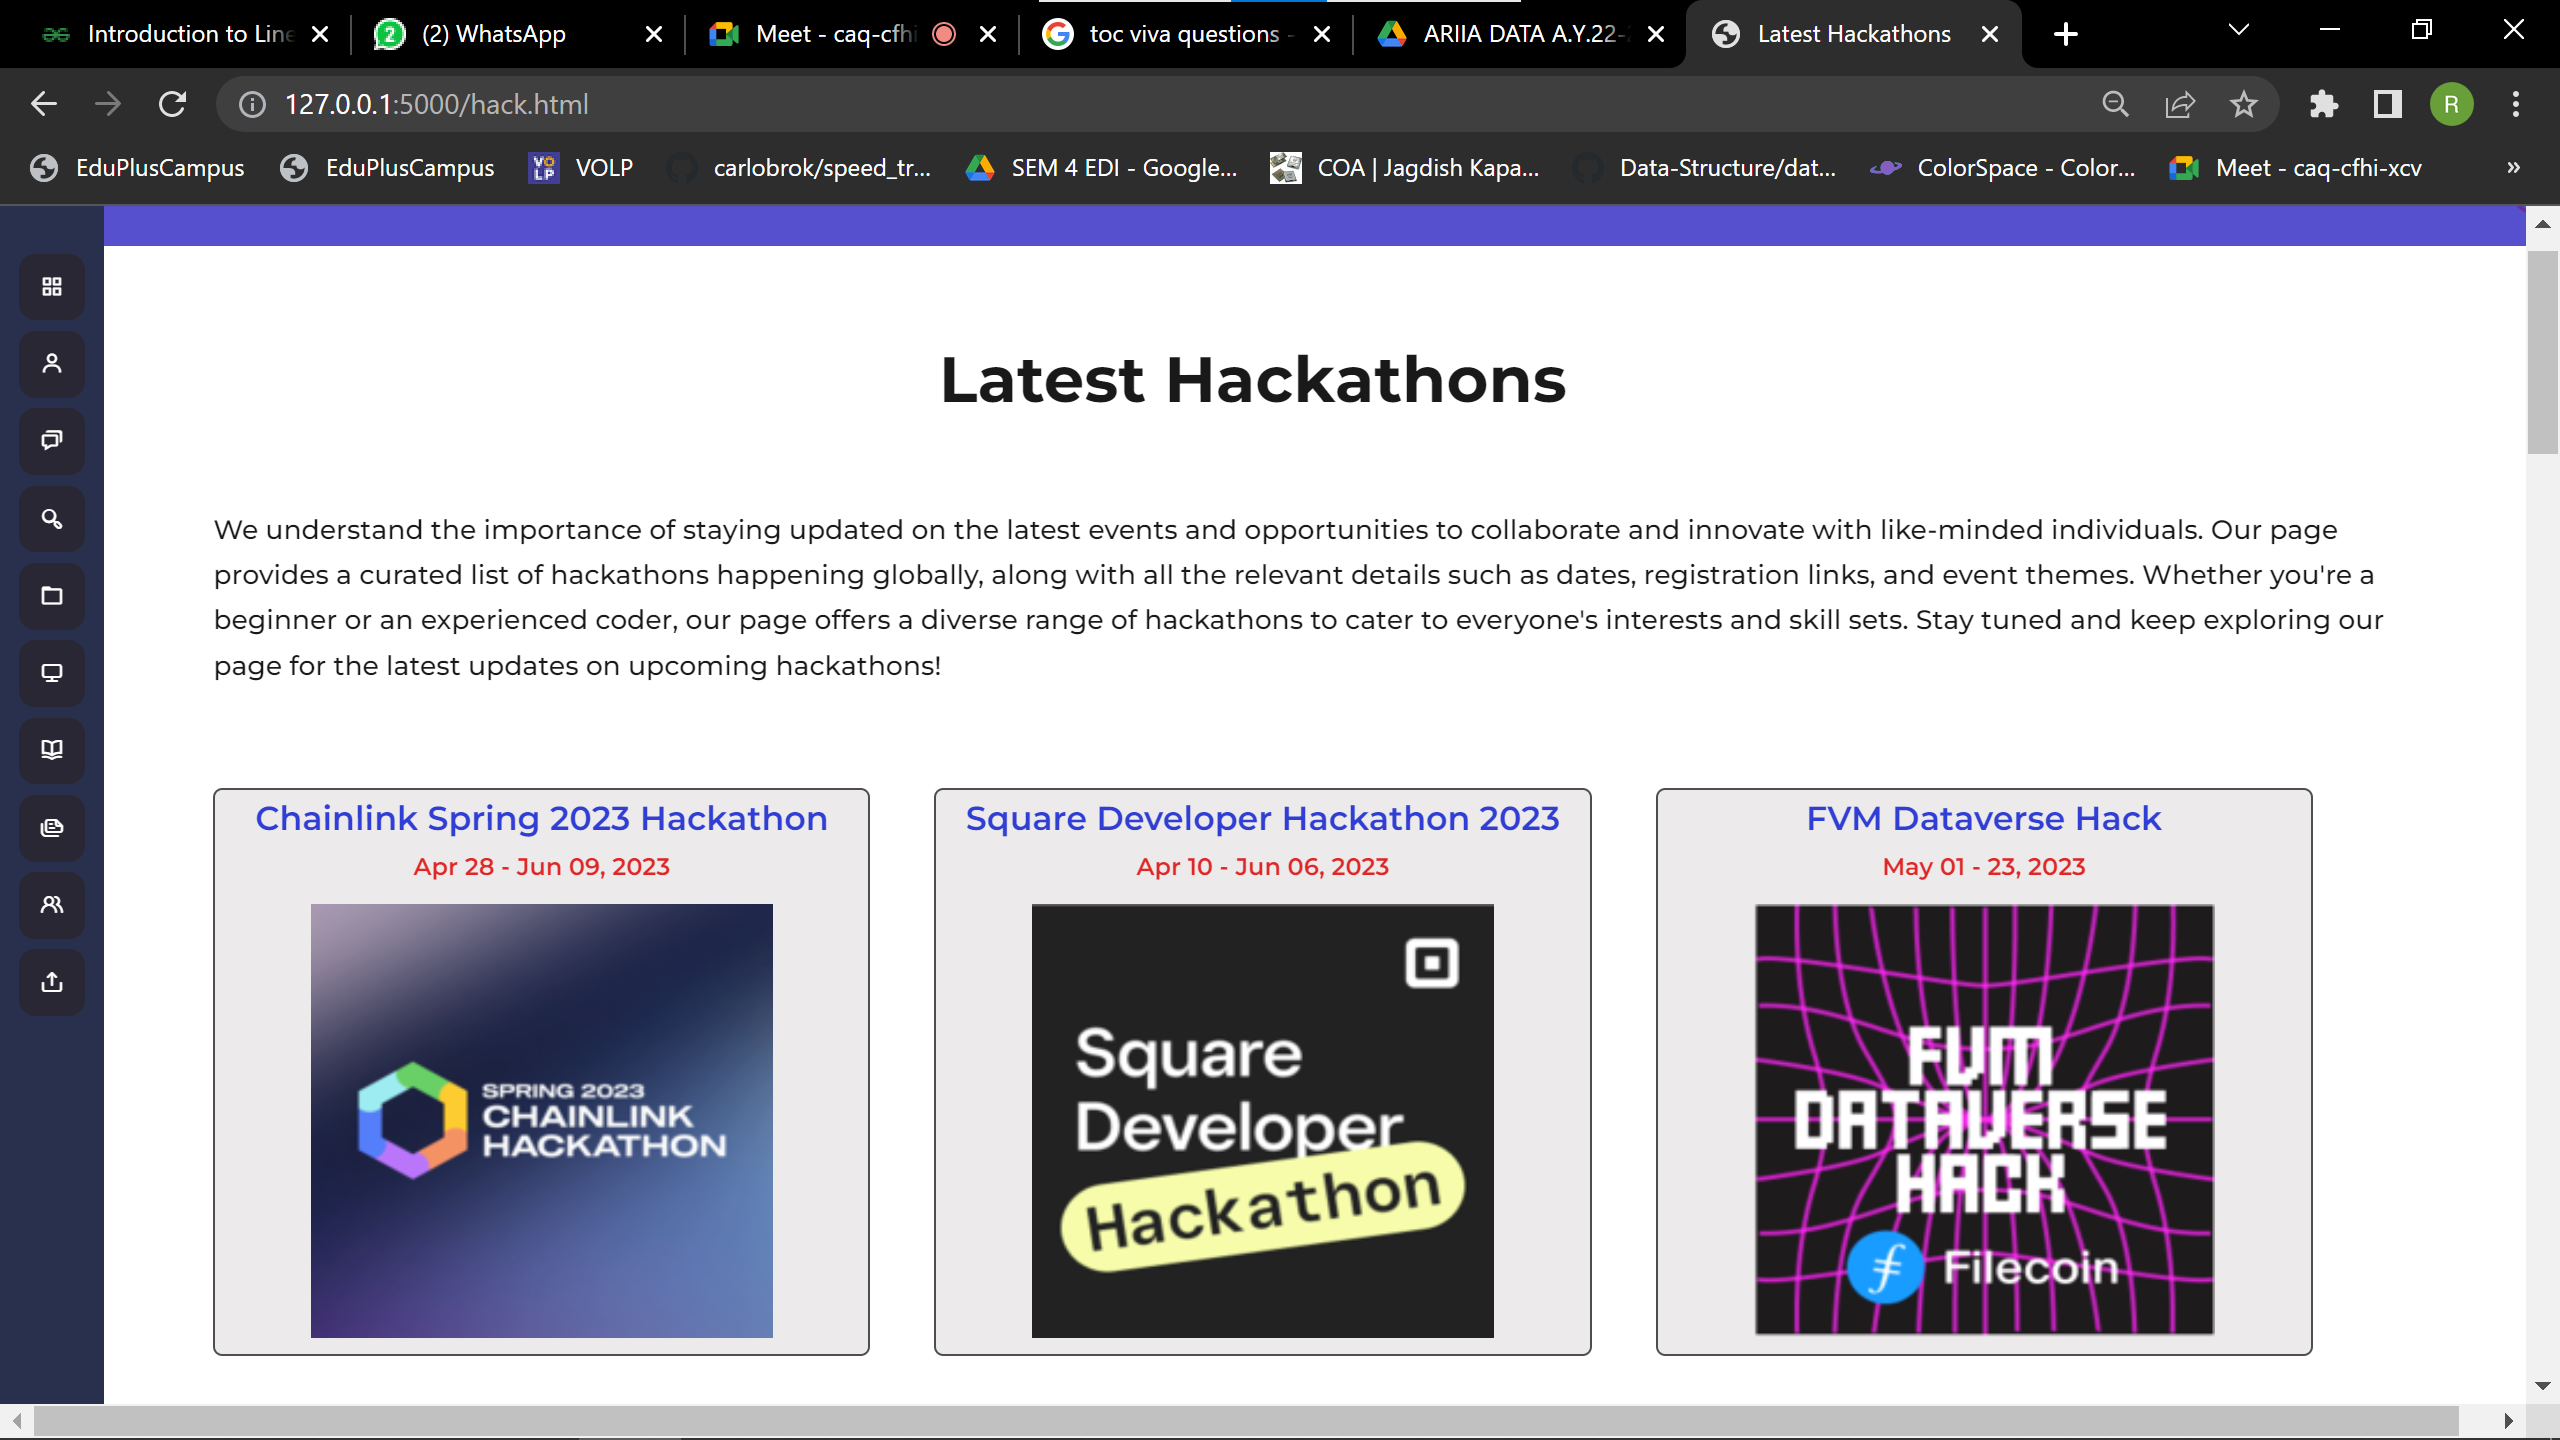 Introduction to Line
(2) WhatsApp
Meet - caq-cfhi
toc viva questions -
ARIIA DATA A.Y.22-2
Latest Hackathons
127.0.0.1:5000/hack.html
R
EduPlusCampus
EduPlusCampus
VOLP
carlobrok/speed_tr...
SEM 4 EDI - Google...
COA | Jagdish Kapa...
Data-Structure/dat...
ColorSpace - Color...
Meet - caq-cfhi-xcv
»
Latest Hackathons
We understand the importance of staying updated on the latest events and opportunities to collaborate and innovate with like-minded individuals. Our page
provides a curated list of hackathons happening globally, along with all the relevant details such as dates, registration links, and event themes. Whether you're a
beginner or an experienced coder, our page offers a diverse range of hackathons to cater to everyone's interests and skill sets. Stay tuned and keep exploring our
page for the latest updates on upcoming hackathons!
Chainlink Spring 2023 Hackathon
Apr 28 - Jun 09, 2023
SPRING 2023
CHAINLINK
HACKATHON
Square Developer Hackathon 2023
Apr 10 - Jun 06, 2023
Square
Developer
Hackathon
FVM Dataverse Hack
May 01 - 23, 2023
FVM
DATAVERSE
HACK
Filecoin